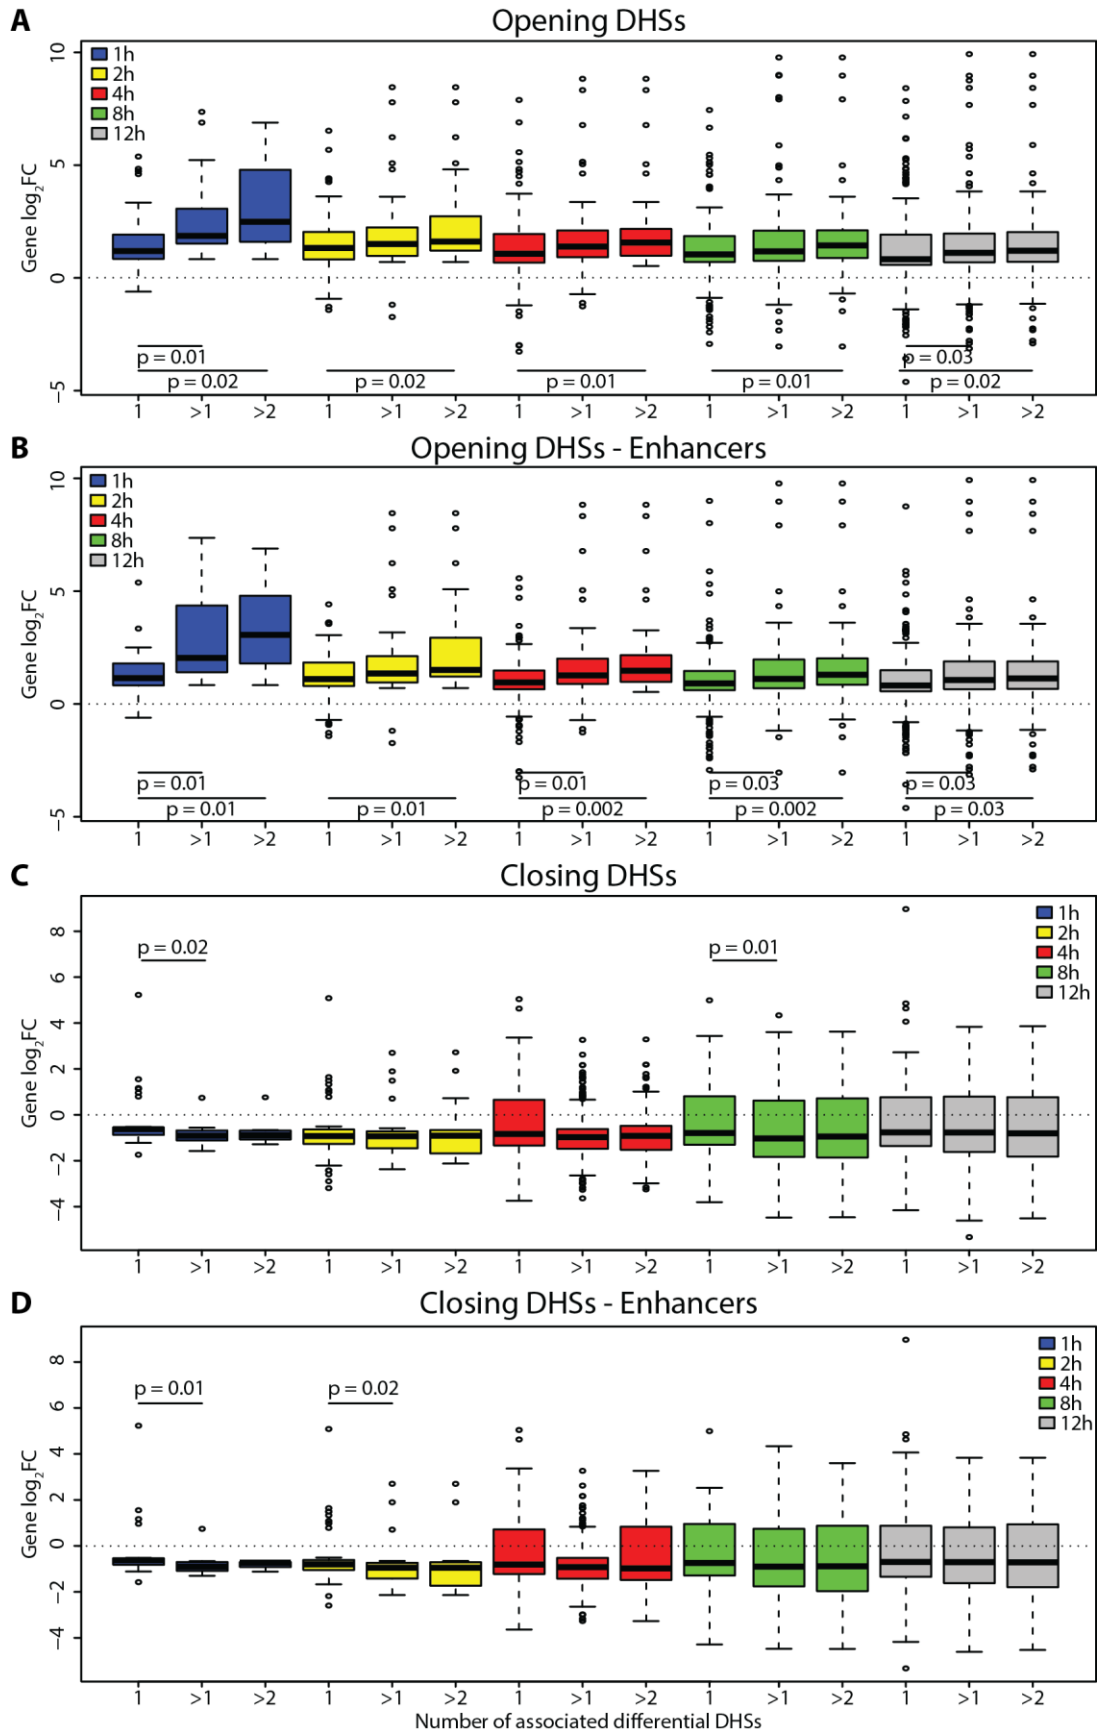 A
Opening DHSs
1h
2h
4h
8h
12h
Gene log2FC
10
5
0
−5
p = 0.01
p = 0.02
p = 0.02
p = 0.01
p = 0.01
p = 0.03
p = 0.02
1 >1 >2 1 >1 >2 1 >1 >2 1 >1 >2 1 >1 >2
B
Opening DHSs - Enhancers
1h
2h
4h
8h
12h
Gene log2FC
10
5
0
−5
p = 0.01
p = 0.01
p = 0.01
p = 0.01
p = 0.002
p = 0.03
p = 0.002
p = 0.03
p = 0.03
1 >1 >2 1 >1 >2 1 >1 >2 1 >1 >2 1 >1 >2
C
Closing DHSs
1h
2h
4h
8h
12h
Gene log2FC
8
6
4
2
0
−2
−4
p = 0.02
p = 0.01
1 >1 >2 1 >1 >2 1 >1 >2 1 >1 >2 1 >1 >2
D
Closing DHSs - Enhancers
1h
2h
4h
8h
12h
Gene log2FC
8
6
4
2
0
−2
−4
p = 0.01
p = 0.02
1 >1 >2 1 >1 >2 1 >1 >2 1 >1 >2 1 >1 >2
Number of associated differential DHSs